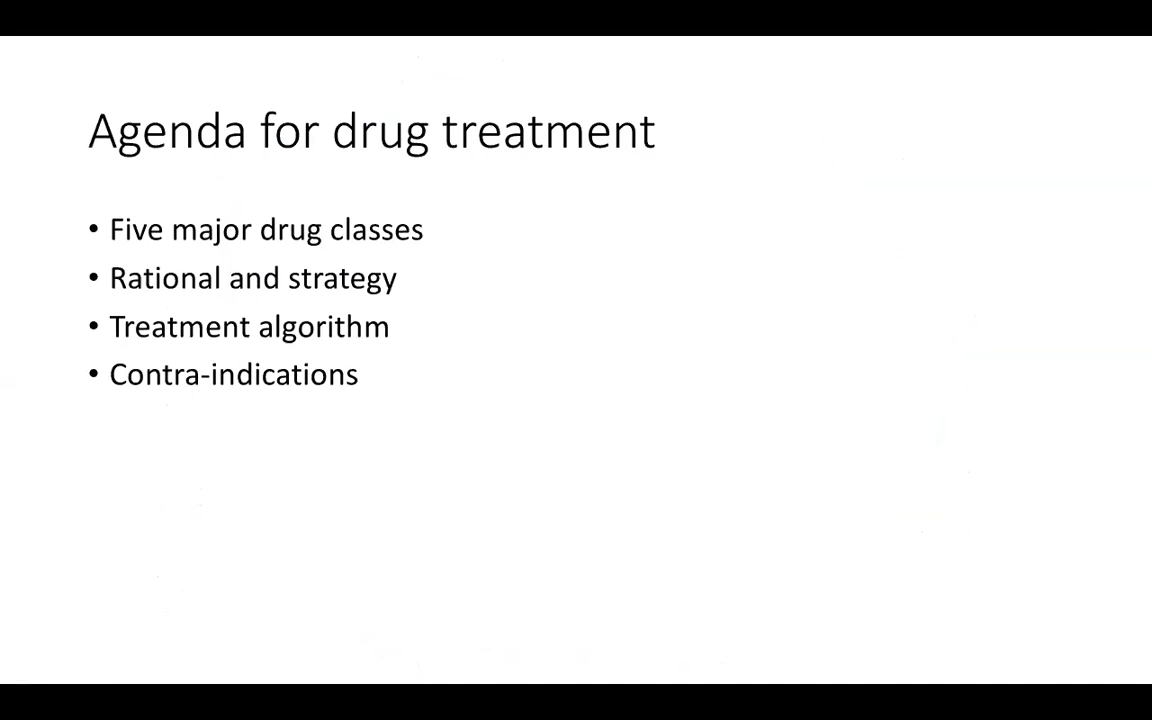 Agenda for drug treatment
• Five major drug classes
• Rational and strategy
• Treatment algorithm
• Contra-indications